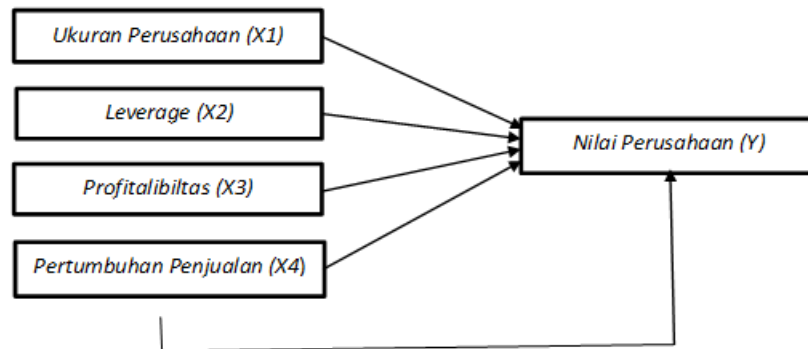 Ukuran Perusahaan (X1)
Leverage (X2)
Nilai Perusahaan (Y)
Profitalibiltas (X3)
Pertumbuhan Penjualan (X4)